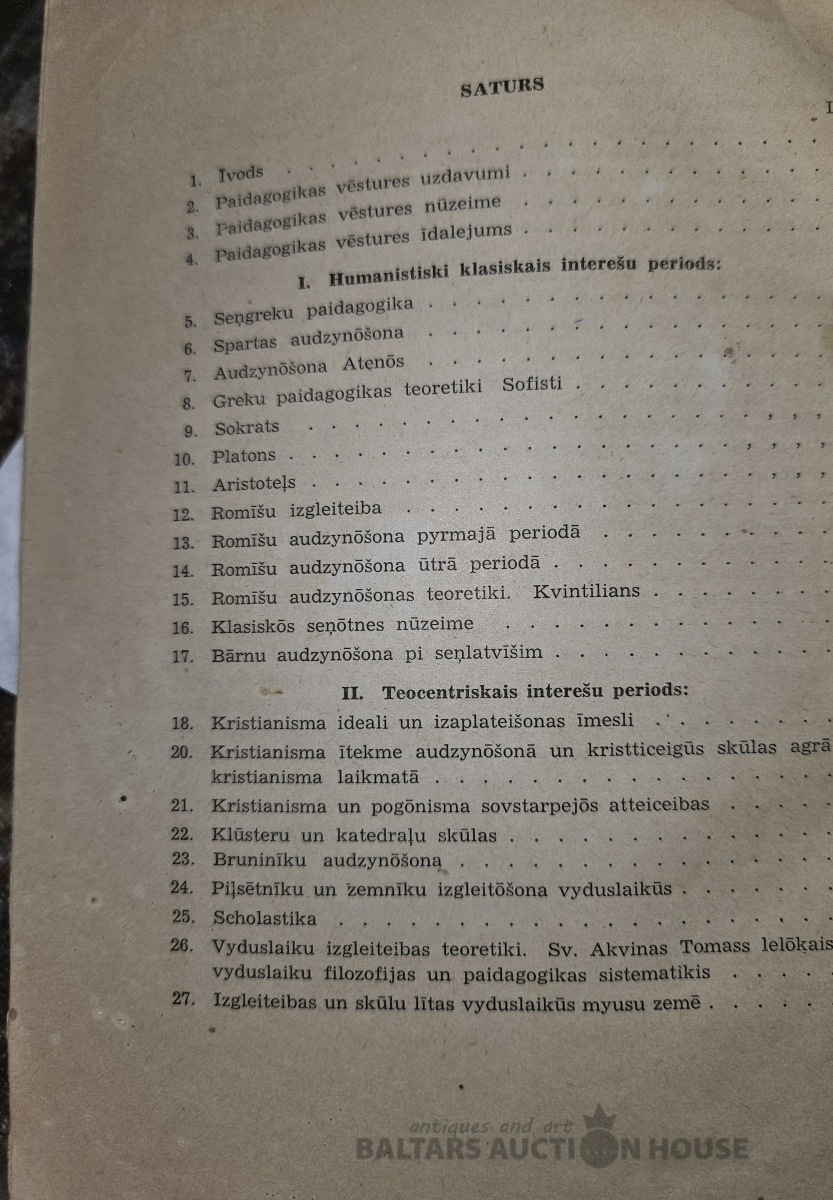 SATURS
1. Ivods
2. Paidagogikas vēstures uzdavumi
3. Paidagogikas vēstures nūzeime
4. Paidagogikas vēstures īdalejums
I. Humanistiski klasiskais interešu periods:
5. Seņgreku paidagogika
6. Spartas audzynōšona
7. Audzynōšona Atenōs
8. Greku paidagogikas teoretiki Sofisti
9. Sokrats
10. Platons
11. Aristoteļs
12. Romīšu izgleiteiba
13. Romīšu audzynōšona pyrmajā periodā
14. Romīšu audzynōšona ūtrā periodā
15. Romīšu audzynōšonas teoretiki. Kvintilians
16. Klasiskōs seņōtnes nūzeime
17. Bārnu audzynōšona pi seņlatvīšim
II. Teocentriskais interešu periods:
18. Kristianisma ideali un izaplateišonas īmesli
20. Kristianisma ītekme audzynōšonā un kristticeigūs skūlas agrā
kristianisma laikmatā
21. Kristianisma un pogōnisma sovstarpejōs atteiceibas
22. Klūsteru un katedraļu skūlas
23. Bruninīku audzynōšona
24. Piļsētnīku un zemnīku izgleitōšona vyduslaikūs
25. Scholastika
26. Vyduslaiku izgleiteibas teoretiki. Sv. Akvinas Tomass lelōkais
vyduslaiku filozofijas un paidagogikas sistematikis
27. Izgleiteibas un skūlu lītas vyduslaikūs myusu zemē
antiques and art
BALTARS AUCTION HOUSE